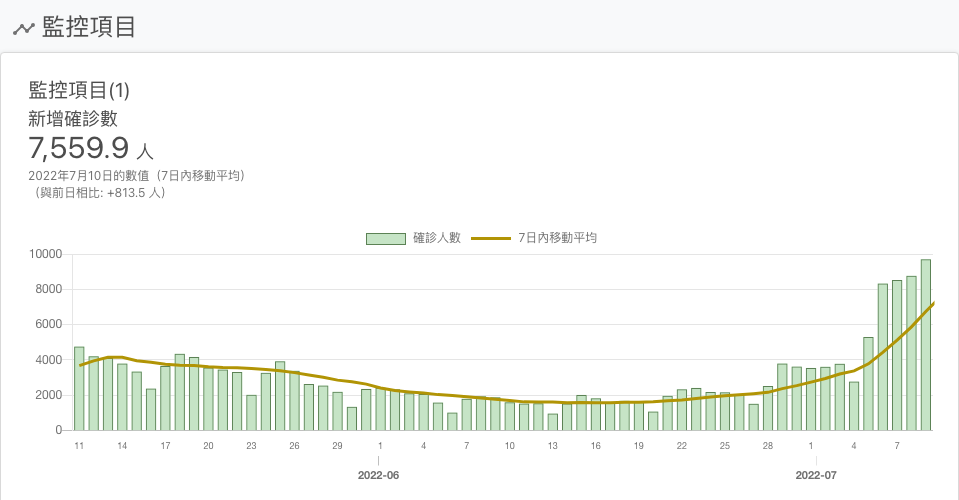 監控項目
監控項目(1)
新增確診數
7,559.9 人
2022年7月10日的數值（7日內移動平均）
（與前日相比: +813.5 人）
確診人數 7日內移動平均
10000
8000
6000
4000
2000
0
11 14 17 20 23 26 29 1 4 7 10 13 16 19 22 25 28 1 4 7
2022-06 2022-07